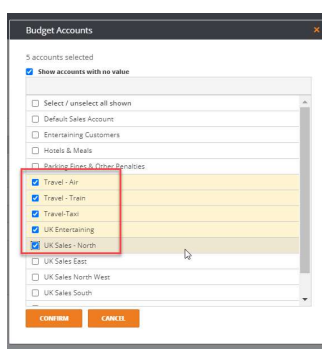 Budget Accounts
×
5 accounts selected
Show accounts with no value
Select / unselect all shown
Default Sales Account
Entertaining Customers
Hotels & Meals
Parking Fines & Other Penalties
Travel - Air
Travel - Train
Travel-Taxi
UK Entertaining
UK Sales - North
UK Sales East
UK Sales North West
UK Sales South
CONFIRM
CANCEL